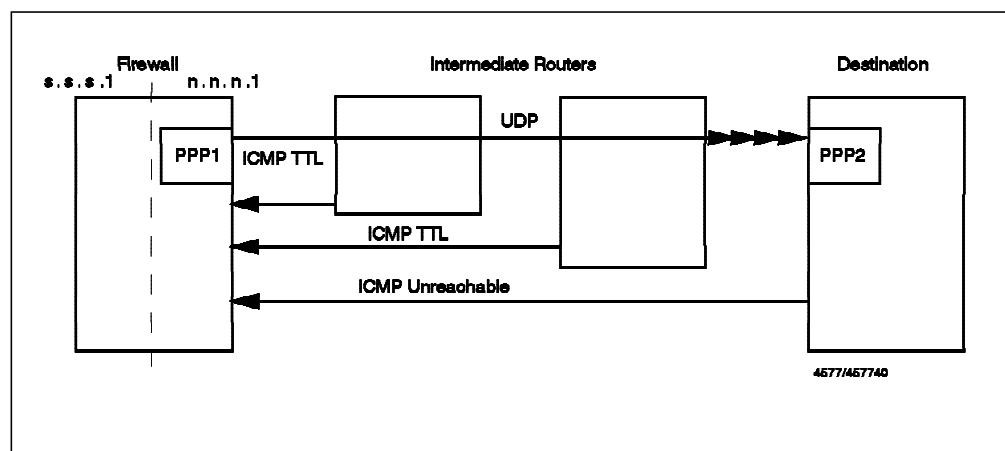 Firewall
Intermediate Routers
Destination
s.s.s.1
n.n.n.1
UDP
PPP1
PPP2
ICMP TTL
ICMP TTL
ICMP Unreachable
4577/457740